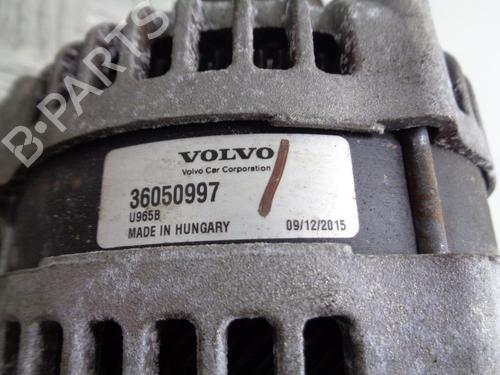 B-PARTS
VOLVO
Volvo Car Corporation
36050997
U965B
MADE IN HUNGARY 09/12/2015